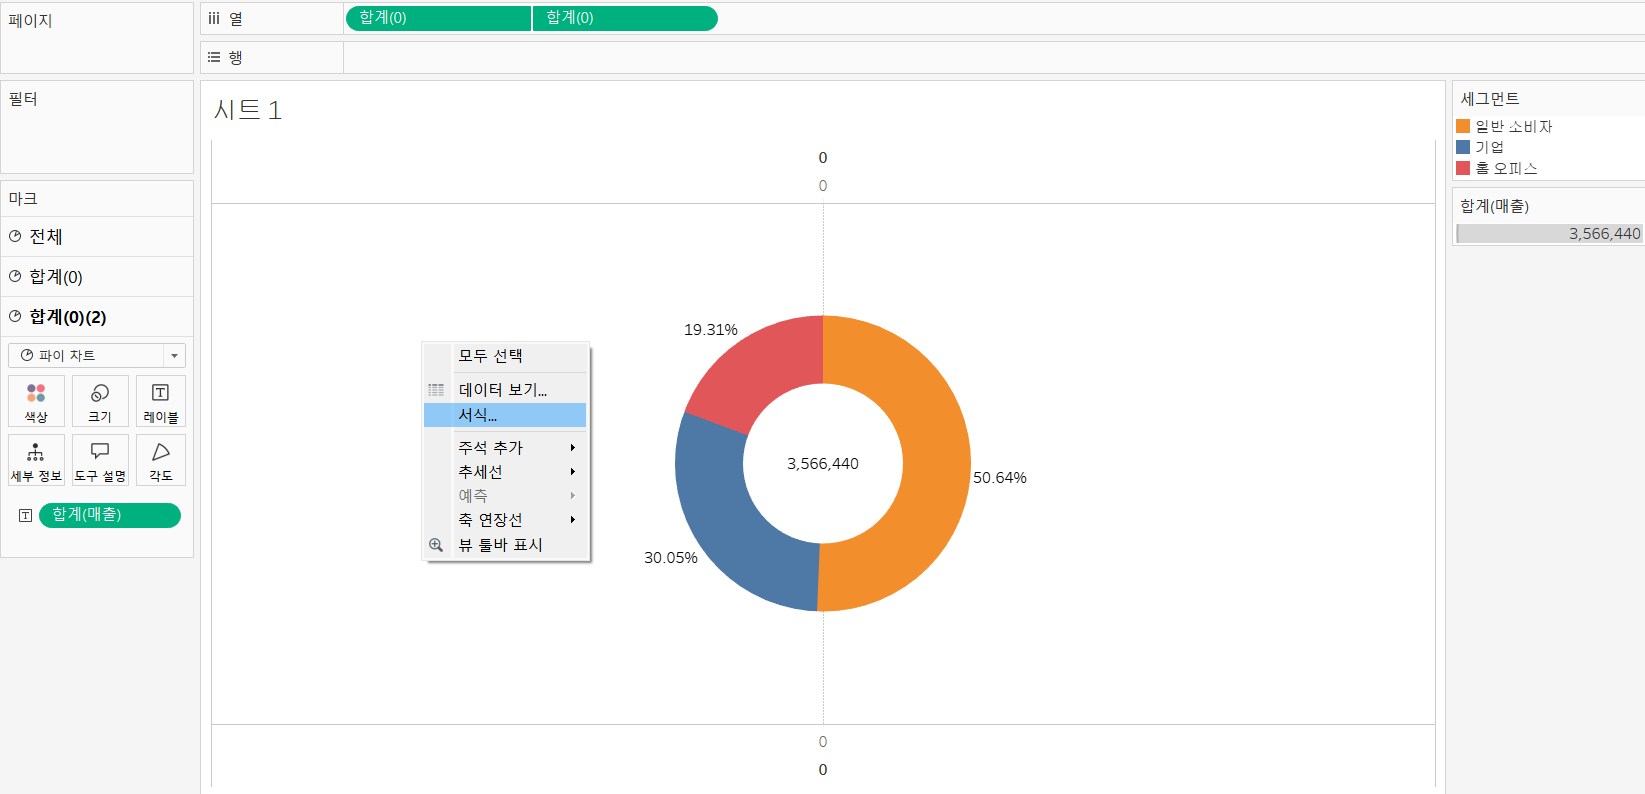 페이지
열
합계(0)
합계(0)
행
필터
마크
전체
합계(0)
합계(0)(2)
파이 차트
색상
크기
레이블
세부 정보
도구 설명
각도
합계(매출)
시트 1
0
0
19.31%
50.64%
30.05%
3,566,440
0
0
모두 선택
데이터 보기...
서식...
주석 추가
추세선
예측
축 연장선
뷰 툴바 표시
세그먼트
일반 소비자
기업
홈 오피스
합계(매출)
3,566,440